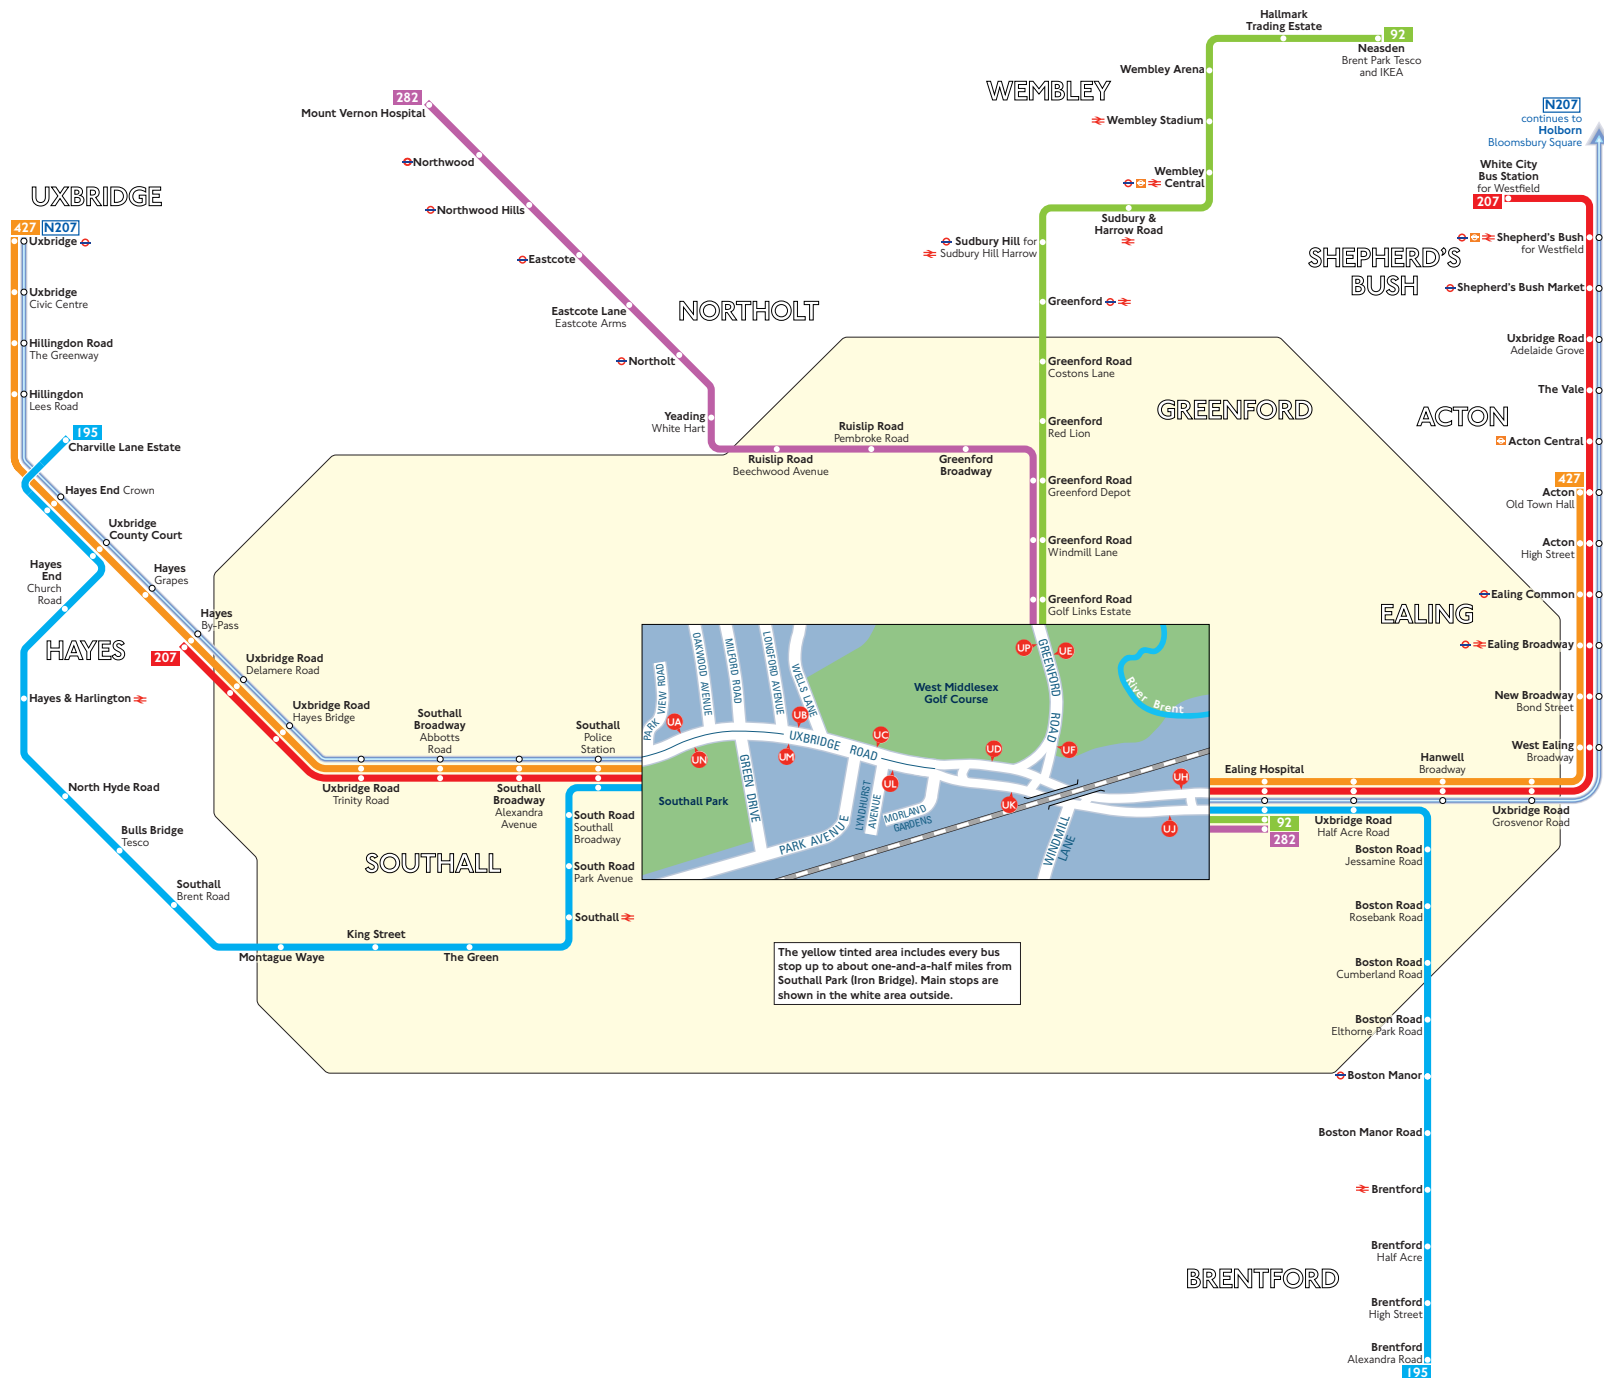 Hallmark
Trading Estate
92
Neasden
Brent Park Tesco
and IKEA
Wembley Arena
WEMBLEY
Wembley Stadium
Wembley
Central
Sudbury &
Harrow Road
Sudbury Hill for
Sudbury Hill Harrow
Greenford
282
Mount Vernon Hospital
Northwood
Northwood Hills
Eastcote
Eastcote Lane
Eastcote Arms
NORTHOLT
Northolt
Yeading
White Hart
N207
continues to
Holborn
Bloomsbury Square
White City
Bus Station
for Westfield
207
Shepherd's Bush
for Westfield
SHEPHERD'S
BUSH
Shepherd's Bush Market
Uxbridge Road
Adelaide Grove
The Vale
ACTON
Acton Central
427
Acton
Old Town Hall
Acton
High Street
Ealing Common
EALING
Ealing Broadway
New Broadway
Bond Street
West Ealing
Broadway
UXBRIDGE
427
N207
Uxbridge
Uxbridge
Civic Centre
Hillingdon Road
The Greenway
Hillingdon
Lees Road
195
Charville Lane Estate
Hayes End Crown
Uxbridge
County Court
Hayes
End
Church
Road
Hayes
Grapes
Hayes
By-Pass
HAYES
207
Uxbridge Road
Delamere Road
Hayes & Harlington
Uxbridge Road
Hayes Bridge
Southall
Broadway
Abbotts
Road
Southall
Police
Station
Uxbridge Road
Trinity Road
Southall
Broadway
Alexandra
Avenue
North Hyde Road
Bulls Bridge
Tesco
Southall
Brent Road
SOUTHALL
South Road
Southall
Broadway
South Road
Park Avenue
Southall
King Street
Montague Waye
The Green
Ruislip Road
Pembroke Road
Ruislip Road
Beechwood Avenue
Greenford
Broadway
GREENFORD
Greenford Road
Costons Lane
Greenford
Red Lion
Greenford Road
Greenford Depot
Greenford Road
Windmill Lane
Greenford Road
Golf Links Estate
PARK VIEW ROAD
OAKWOOD AVENUE
MILFORD ROAD
LONGFORD AVENUE
WELLS LANE
West Middlesex
Golf Course
GREENFORD ROAD
River Brent
UP
UE
UA
UB
UC
UD
UF
UH
UN
UM
UL
UK
UJ
UXBRIDGE ROAD
Southall Park
GREEN DRIVE
PARK AVENUE
LYNDHURST
AVENUE
MORLAND
GARDENS
WINDMILL
LANE
Ealing Hospital
Hanwell
Broadway
92
282
Uxbridge Road
Half Acre Road
Uxbridge Road
Grosvenor Road
Boston Road
Jessamine Road
Boston Road
Rosebank Road
Boston Road
Cumberland Road
Boston Road
Elthorne Park Road
Boston Manor
Boston Manor Road
Brentford
Brentford
Half Acre
BRENTFORD
Brentford
High Street
Brentford
Alexandra Road
195
The yellow tinted area includes every bus
stop up to about one-and-a-half miles from
Southall Park (Iron Bridge). Main stops are
shown in the white area outside.